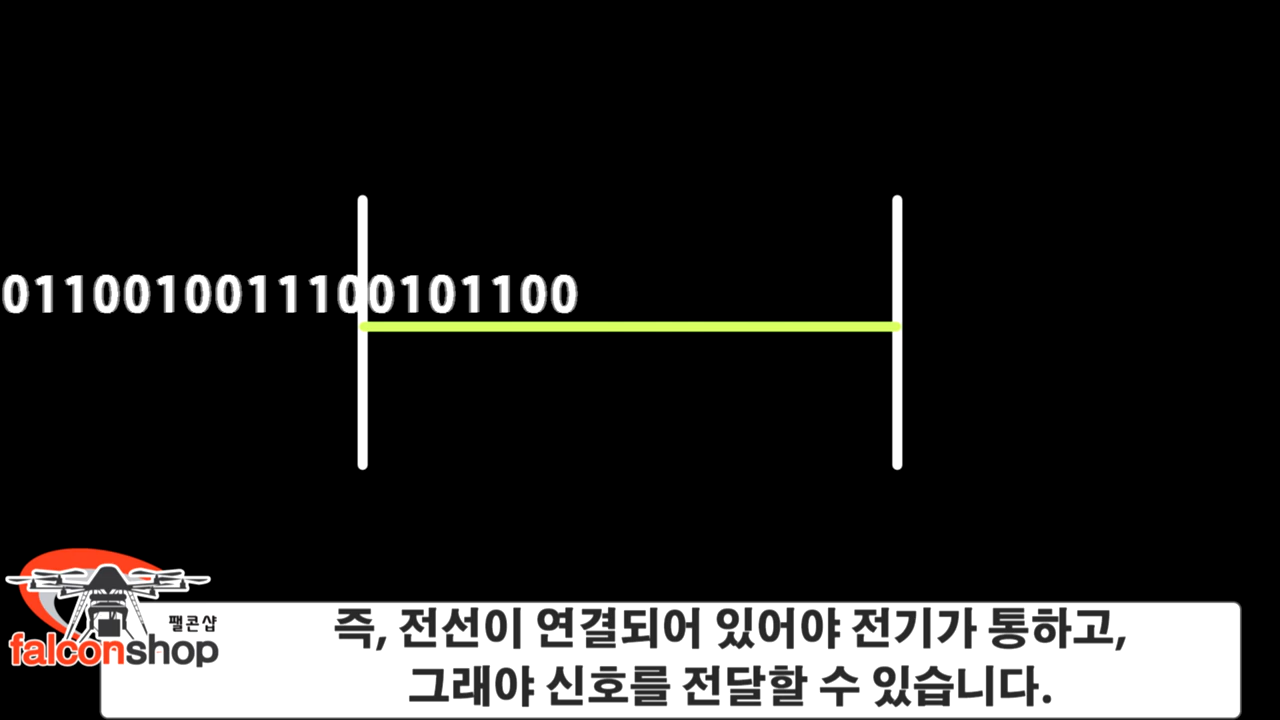 0110010011100101100
팰콘샵
falconshop
즉, 전선이 연결되어 있어야 전기가 통하고,
그래야 신호를 전달할 수 있습니다.